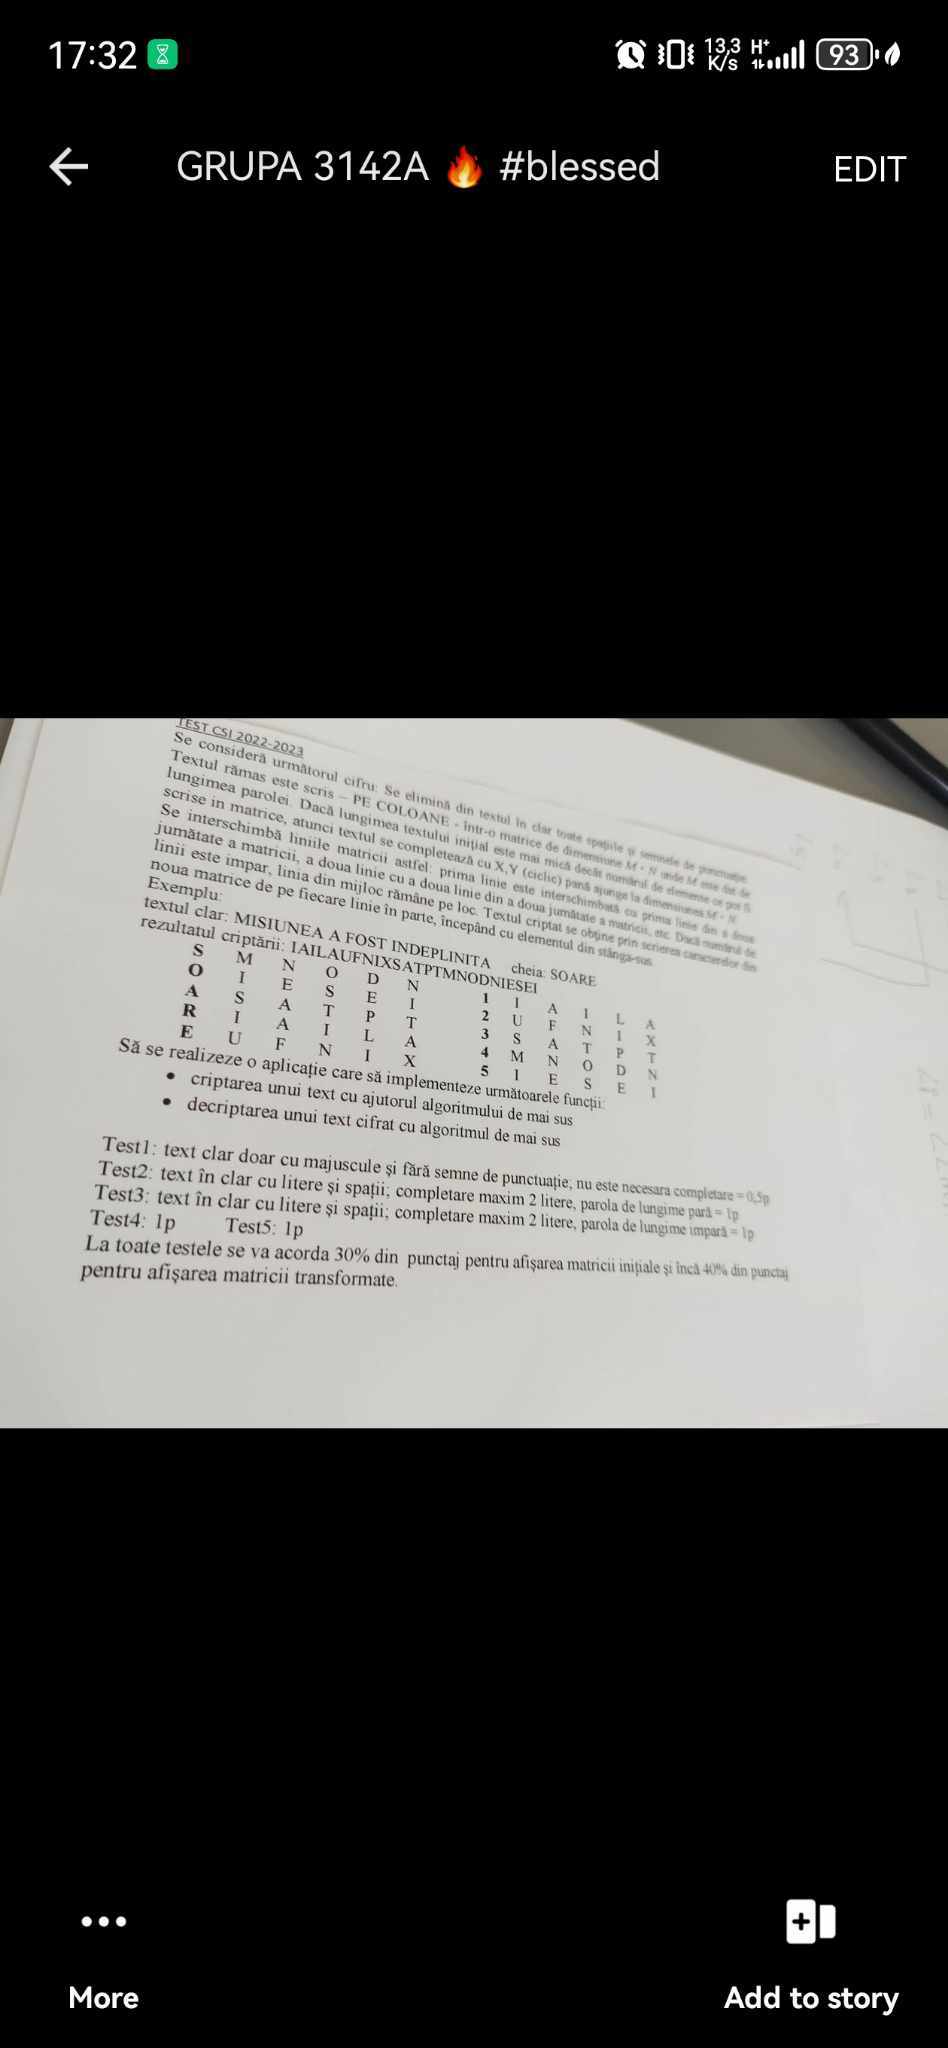 17:32
13,3 K/s H+ 93
GRUPA 3142A 🔥 #blessed EDIT
TEST CSI 2022-2023
Se consideră următorul cifru: Se elimină din textul în clar toate spațiile și semnele de punctuație.
Textul rămas este scris – PE COLOANE - într-o matrice de dimensiune M * N unde M este dat de
lungimea parolei. Dacă lungimea textului inițial este mai mică decât numărul de elemente ce pot fi
scrise in matrice, atunci textul se completează cu X,Y (ciclic) pană ajunge la dimensiunea M * N.
Se interschimbă liniile matricii astfel: prima linie este interschimbată cu prima linie din a doua
jumătate a matricii, a doua linie cu a doua linie din a doua jumătate a matricii, etc. Dacă numărul de
linii este impar, linia din mijloc rămâne pe loc. Textul criptat se obține prin scrierea caracterelor din
noua matrice de pe fiecare linie în parte, începând cu elementul din stânga-sus.
Exemplu:
textul clar: MISIUNEA A FOST INDEPLINITA cheia: SOARE
rezultatul criptării: IAILAUFNIXSATPTMNODNIESEI
S M N O D N 1 I A I L A
O I E S E I 2 U F N I X
A S A T P T 3 S A T P T
R I A I L A 4 M N O D N
E U F N I X 5 I E S E I
Să se realizeze o aplicație care să implementeze următoarele funcții:
• criptarea unui text cu ajutorul algoritmului de mai sus
• decriptarea unui text cifrat cu algoritmul de mai sus
Test1: text clar doar cu majuscule și fără semne de punctuație; nu este necesara completare = 0,5p
Test2: text în clar cu litere și spații; completare maxim 2 litere, parola de lungime pară = 1p
Test3: text în clar cu litere și spații; completare maxim 2 litere, parola de lungime impară = 1p
Test4: 1p Test5: 1p
La toate testele se va acorda 30% din punctaj pentru afișarea matricii inițiale și încă 40% din punctaj
pentru afișarea matricii transformate.
More Add to story